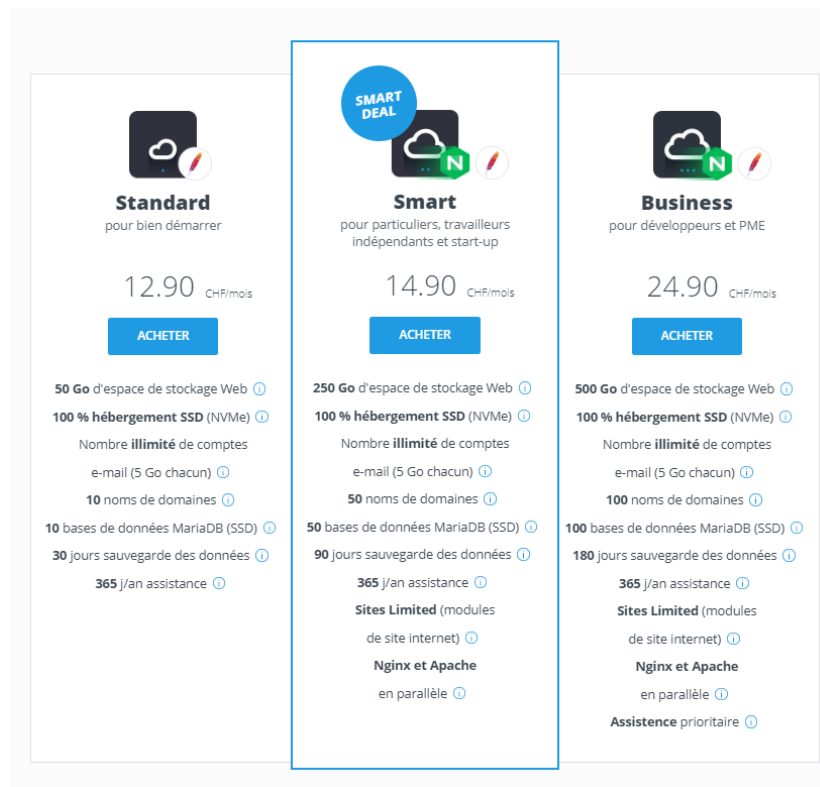 Standard
pour bien démarrer
12.90 CHF/mois
ACHETER
50 Go d'espace de stockage Web
100 % hébergement SSD (NVMe)
Nombre illimité de comptes
e-mail (5 Go chacun)
10 noms de domaines
10 bases de données MariaDB (SSD)
30 jours sauvegarde des données
365 j/an assistance
SMART
DEAL
N
Smart
pour particuliers, travailleurs
indépendants et start-up
14.90 CHF/mois
ACHETER
250 Go d'espace de stockage Web
100 % hébergement SSD (NVMe)
Nombre illimité de comptes
e-mail (5 Go chacun)
50 noms de domaines
50 bases de données MariaDB (SSD)
90 jours sauvegarde des données
365 j/an assistance
Sites Limited (modules
de site internet)
Nginx et Apache
en parallèle
N
Business
pour développeurs et PME
24.90 CHF/mois
ACHETER
500 Go d'espace de stockage Web
100 % hébergement SSD (NVMe)
Nombre illimité de comptes
e-mail (5 Go chacun)
100 noms de domaines
100 bases de données MariaDB (SSD)
180 jours sauvegarde des données
365 j/an assistance
Sites Limited (modules
de site internet)
Nginx et Apache
en parallèle
Assistence prioritaire